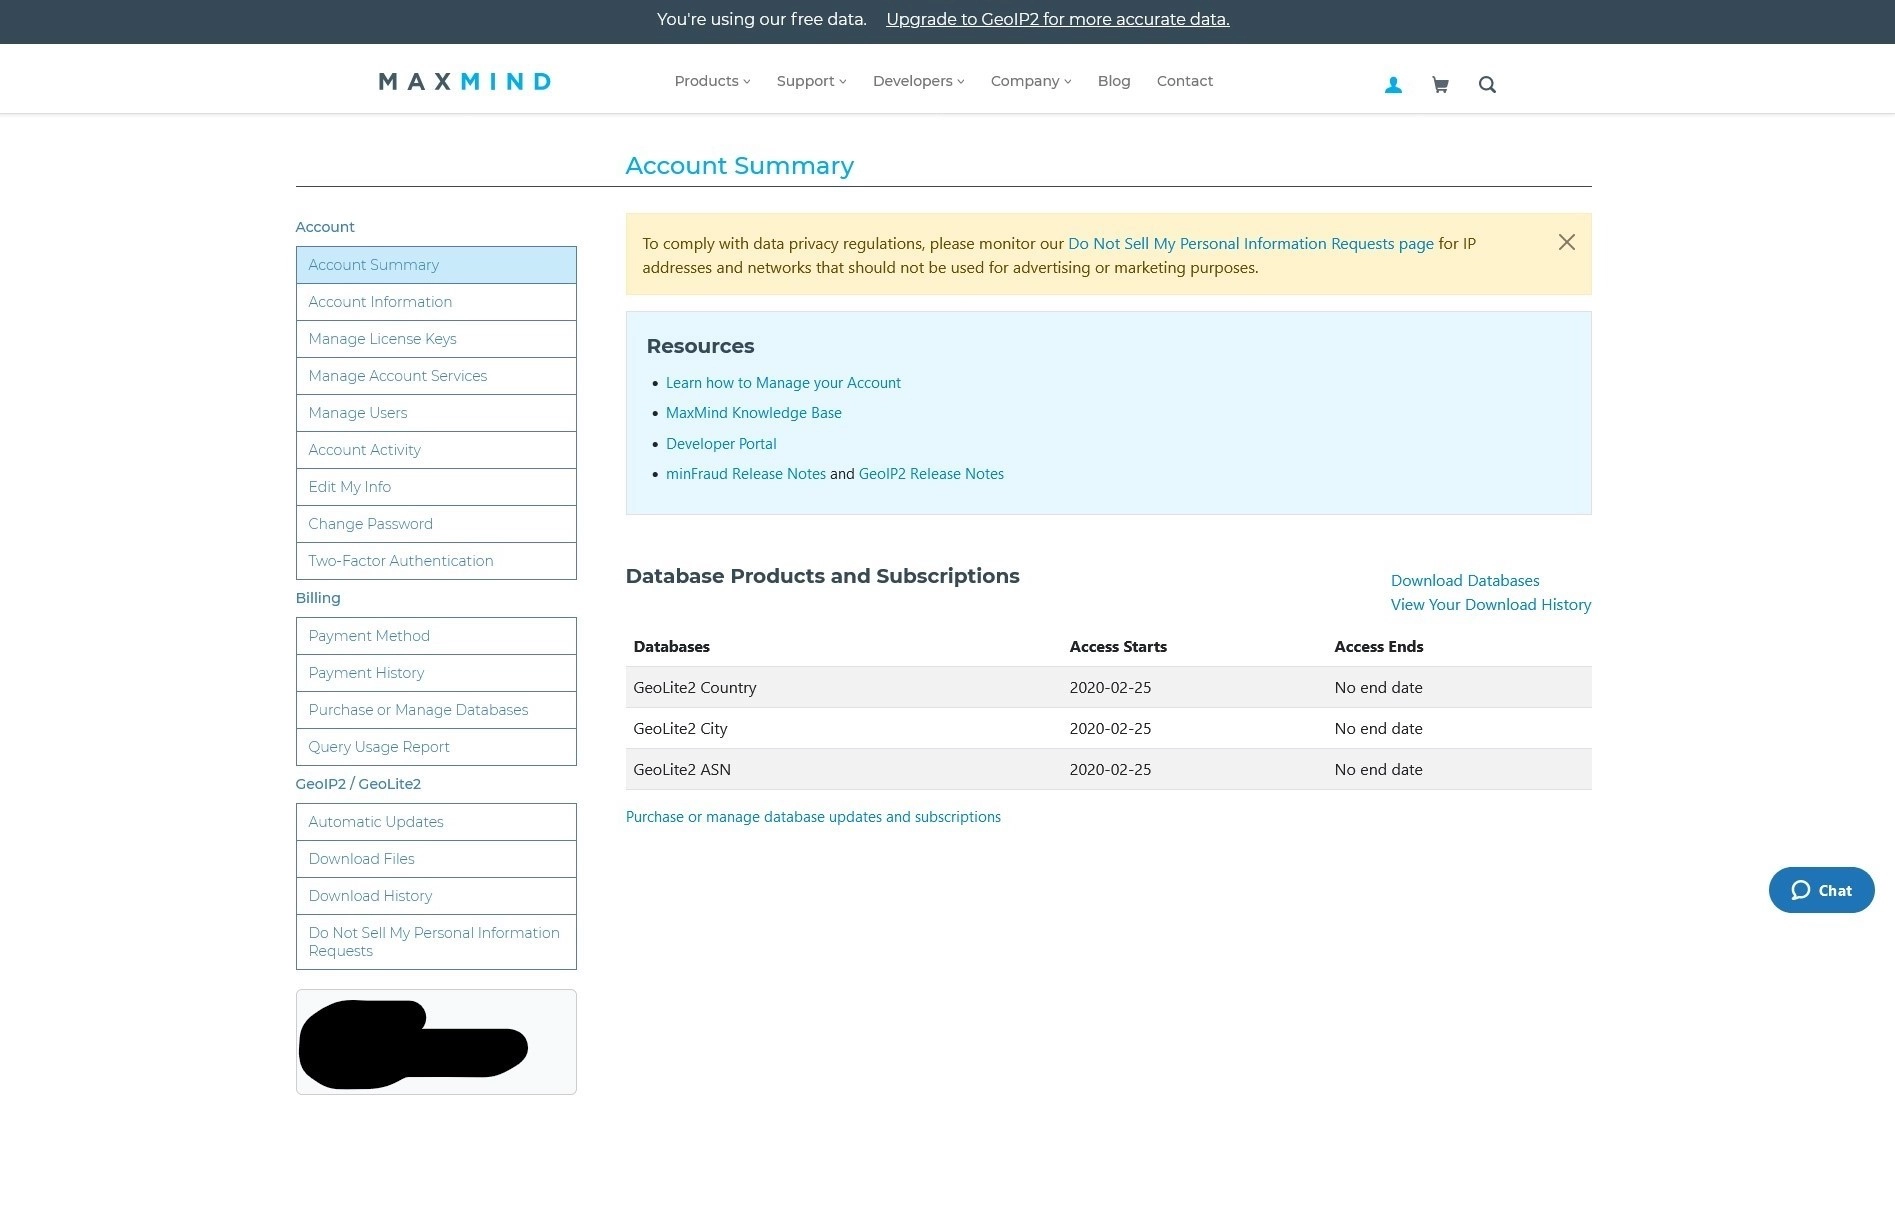 You're using our free data. Upgrade to GeoIP2 for more accurate data.
MAXMIND
Products Support Developers Company Blog Contact
Account Summary
Account
Account Summary
Account Information
Manage License Keys
Manage Account Services
Manage Users
Account Activity
Edit My Info
Change Password
Two-Factor Authentication
Billing
Payment Method
Payment History
Purchase or Manage Databases
Query Usage Report
GeoIP2 / GeoLite2
Automatic Updates
Download Files
Download History
Do Not Sell My Personal Information
Requests
To comply with data privacy regulations, please monitor our Do Not Sell My Personal Information Requests page for IP
addresses and networks that should not be used for advertising or marketing purposes.
Resources
Learn how to Manage your Account
MaxMind Knowledge Base
Developer Portal
minFraud Release Notes and GeoIP2 Release Notes
Database Products and Subscriptions
Download Databases
View Your Download History
Databases Access Starts Access Ends
GeoLite2 Country 2020-02-25 No end date
GeoLite2 City 2020-02-25 No end date
GeoLite2 ASN 2020-02-25 No end date
Purchase or manage database updates and subscriptions
Chat